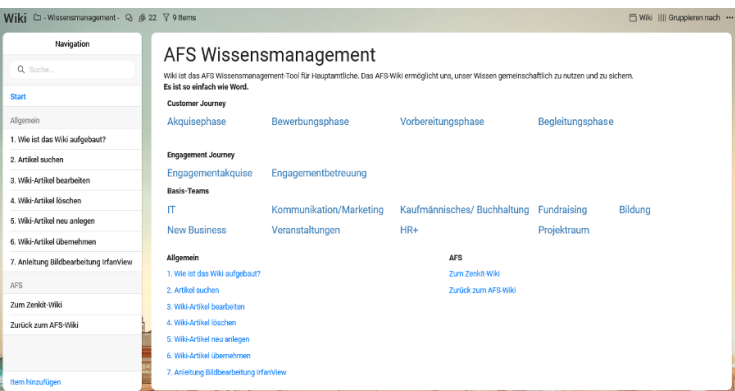 Wiki - Wissensmanagement - 22 9 Items Wiki Gruppieren nach
Navigation
Suche...
Start
Allgemein
1. Wie ist das Wiki aufgebaut?
2. Artikel suchen
3. Wiki-Artikel bearbeiten
4. Wiki-Artikel löschen
5. Wiki-Artikel neu anlegen
6. Wiki-Artikel übernehmen
7. Anleitung Bildbearbeitung IrfanView
AFS
Zum Zenkit-Wiki
Zurück zum AFS-Wiki
Item hinzufügen
AFS Wissensmanagement
Wiki ist das AFS Wissensmanagement-Tool für Hauptamtliche. Das AFS-Wiki ermöglicht uns, unser Wissen gemeinschaftlich zu nutzen und zu sichern.
Es ist so einfach wie Word.
Customer Journey
Akquisephase Bewerbungsphase Vorbereitungsphase Begleitungsphase
Engagement Journey
Engagementakquise Engagementbetreuung
Basis-Teams
IT Kommunikation/Marketing Kaufmännisches/ Buchhaltung Fundraising Bildung
New Business Veranstaltungen HR+ Projektraum
Allgemein AFS
1. Wie ist das Wiki aufgebaut? Zum Zenkit-Wiki
2. Artikel suchen Zurück zum AFS-Wiki
3. Wiki-Artikel bearbeiten
4. Wiki-Artikel löschen
5. Wiki-Artikel neu anlegen
6. Wiki-Artikel übernehmen
7. Anleitung Bildbearbeitung IrfanView